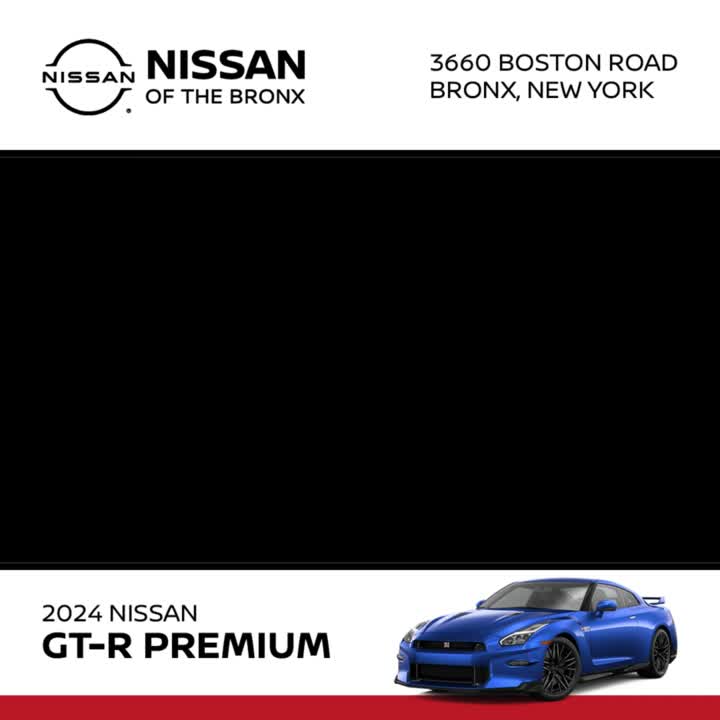 NISSAN
NISSAN
OF THE BRONX
3660 BOSTON ROAD
BRONX, NEW YORK
2024 NISSAN
GT-R PREMIUM